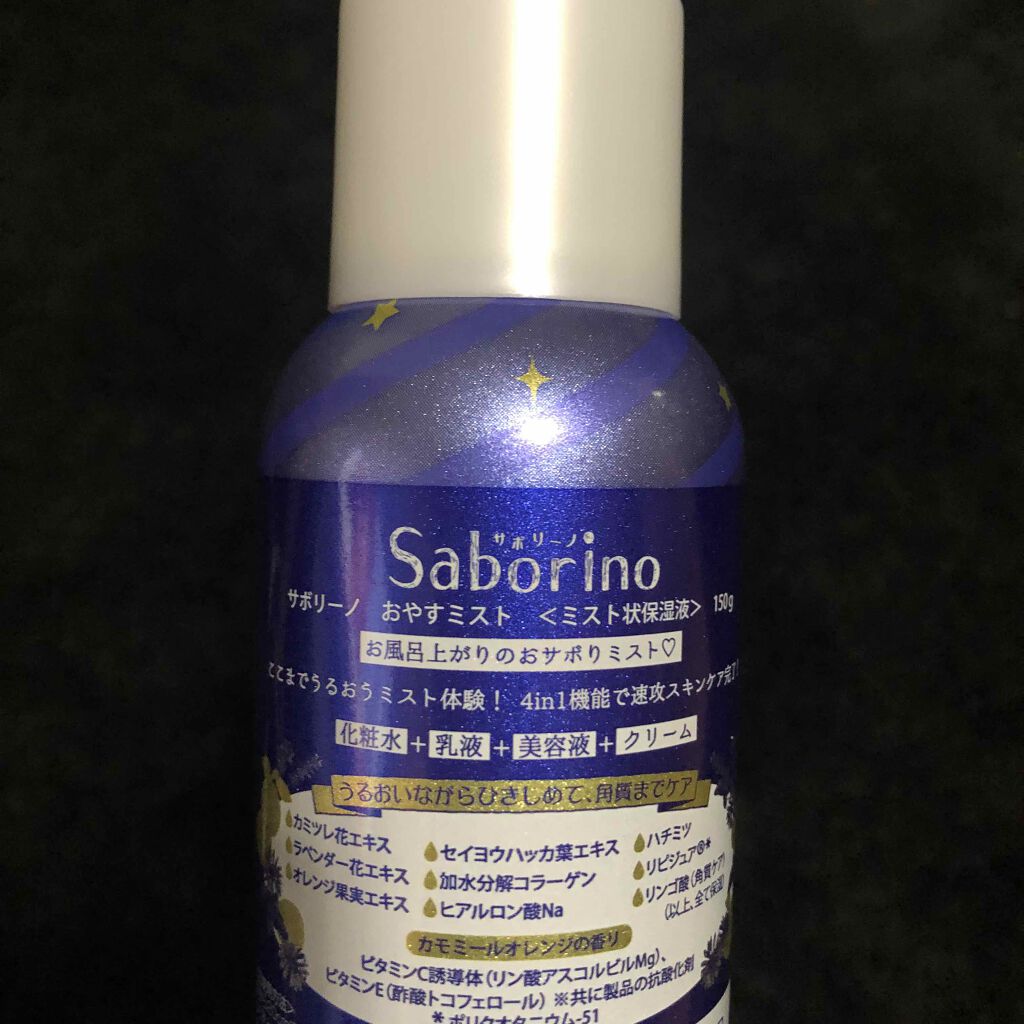 サボリーノ
Saborino
サボリーノ おやすミスト <ミスト状保湿液> 150g
お風呂上がりのおサボりミスト♡
ここまでうるおうミスト体験! 4in1機能で速攻スキンケア完了!
化粧水+乳液+美容液+クリーム
うるおいながらひきしめて、角質までケア
カミツレ花エキス
ラベンダー花エキス
オレンジ果実エキス
セイヨウハッカ葉エキス
加水分解コラーゲン
ヒアルロン酸Na
ハチミツ
リピジュア®*
リンゴ酸(角質ケア)
(以上、全て保湿)
カモミールオレンジの香り
ビタミンC誘導体(リン酸アスコルビルMg)、
ビタミンE(酢酸トコフェロール)※共に製品の抗酸化剤
*ポリクオタニウム-51